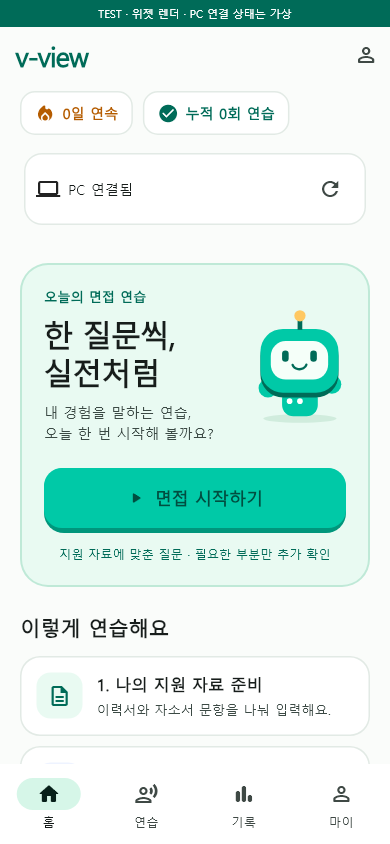 TEST · 위젯 렌더 · PC 연결 상태는 가상
v-view
0일 연속
누적 0회 연습
PC 연결됨
오늘의 면접 연습
한 질문씩,
실전처럼
내 경험을 말하는 연습,
오늘 한 번 시작해 볼까요?
면접 시작하기
지원 자료에 맞춘 질문 · 필요한 부분만 추가 확인
이렇게 연습해요
1. 나의 지원 자료 준비
이력서와 자소서 문항을 나눠 입력해요.
홈
연습
기록
마이